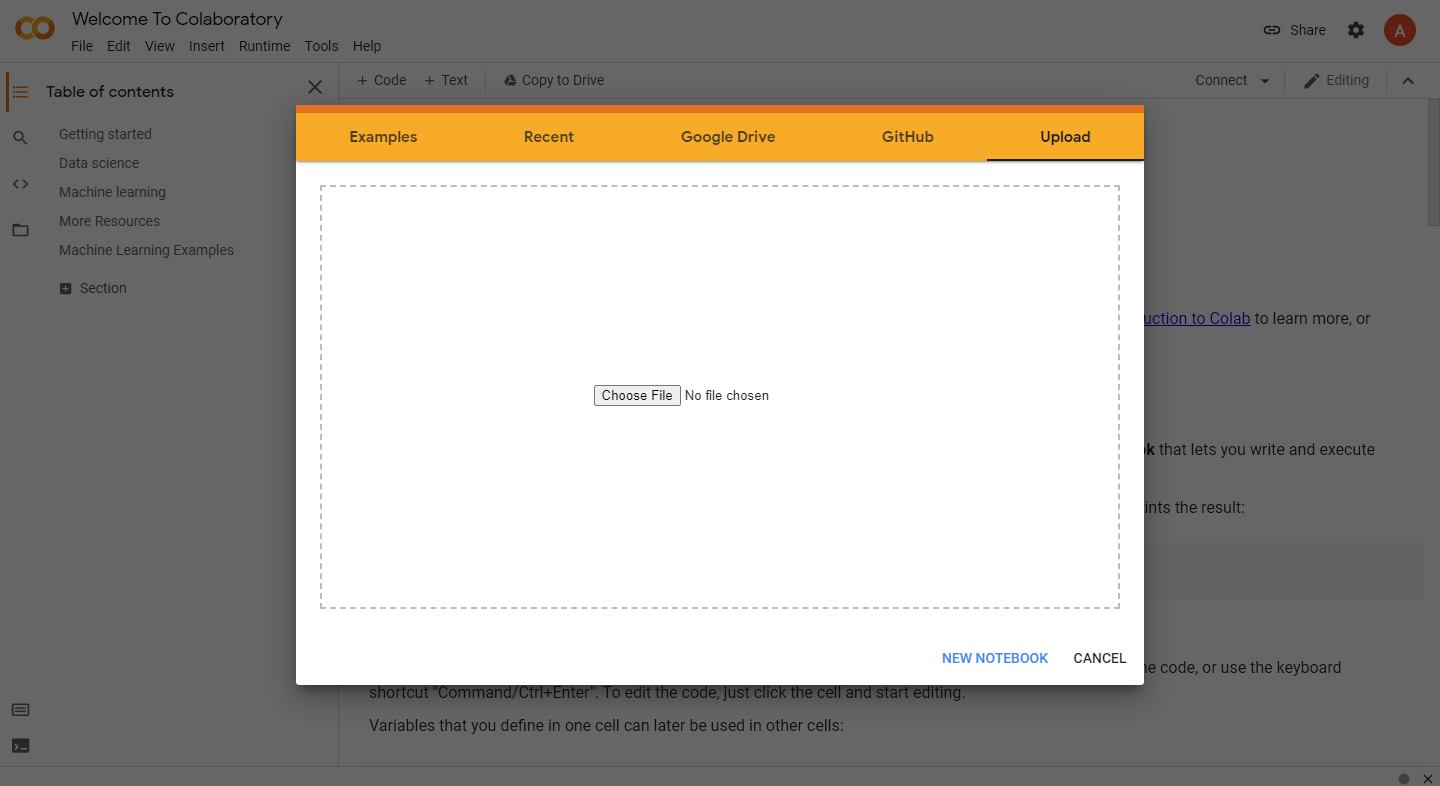 Welcome To Colaboratory
File Edit View Insert Runtime Tools Help
Share
A
Table of contents
+ Code + Text Copy to Drive
Connect Editing
Getting started
Data science
Machine learning
More Resources
Machine Learning Examples
Section
Examples Recent Google Drive GitHub Upload
Choose File No file chosen
NEW NOTEBOOK CANCEL
uction to Colab to learn more, or
k that lets you write and execute
ints the result:
e code, or use the keyboard
shortcut "Command/Ctrl+Enter". To edit the code, just click the cell and start editing.
Variables that you define in one cell can later be used in other cells: